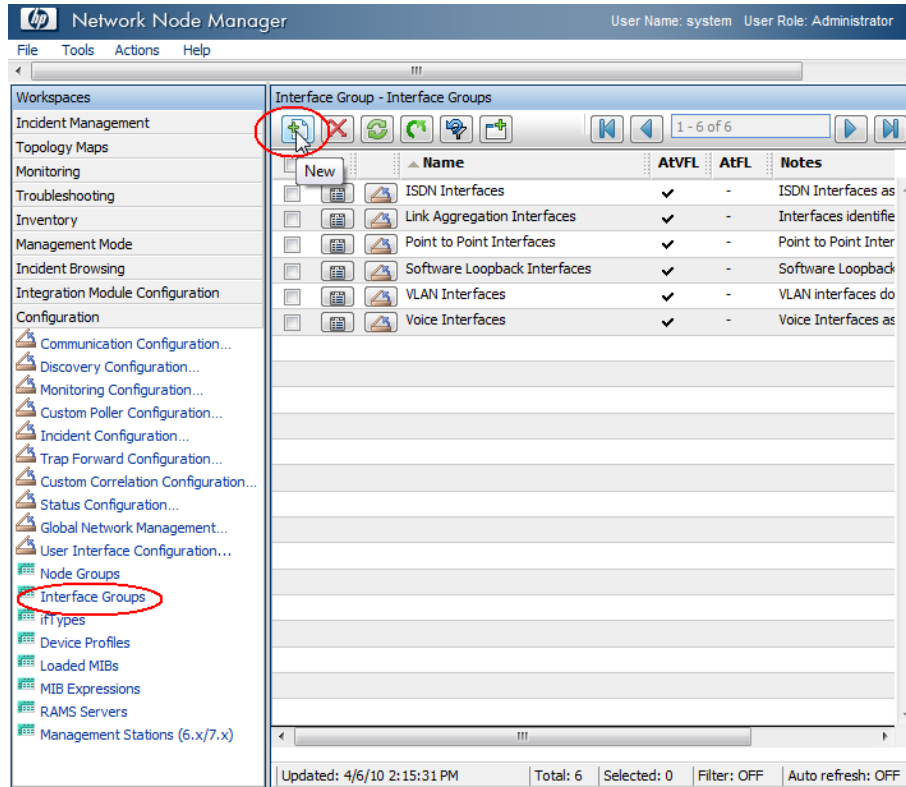 hp Network Node Manager User Name: system User Role: Administrator
File Tools Actions Help
Workspaces
Incident Management
Topology Maps
Monitoring
Troubleshooting
Inventory
Management Mode
Incident Browsing
Integration Module Configuration
Configuration
Communication Configuration...
Discovery Configuration...
Monitoring Configuration...
Custom Poller Configuration...
Incident Configuration...
Trap Forward Configuration...
Custom Correlation Configuration...
Status Configuration...
Global Network Management...
User Interface Configuration...
Node Groups
Interface Groups
ifTypes
Device Profiles
Loaded MIBs
MIB Expressions
RAMS Servers
Management Stations (6.x/7.x)
Interface Group - Interface Groups
1 - 6 of 6
New
Name AtVFL AtFL Notes
ISDN Interfaces ✔ - ISDN Interfaces as
Link Aggregation Interfaces ✔ - Interfaces identifie
Point to Point Interfaces ✔ - Point to Point Inter
Software Loopback Interfaces ✔ - Software Loopback
VLAN Interfaces ✔ - VLAN interfaces do
Voice Interfaces ✔ - Voice Interfaces as
Updated: 4/6/10 2:15:31 PM Total: 6 Selected: 0 Filter: OFF Auto refresh: OFF